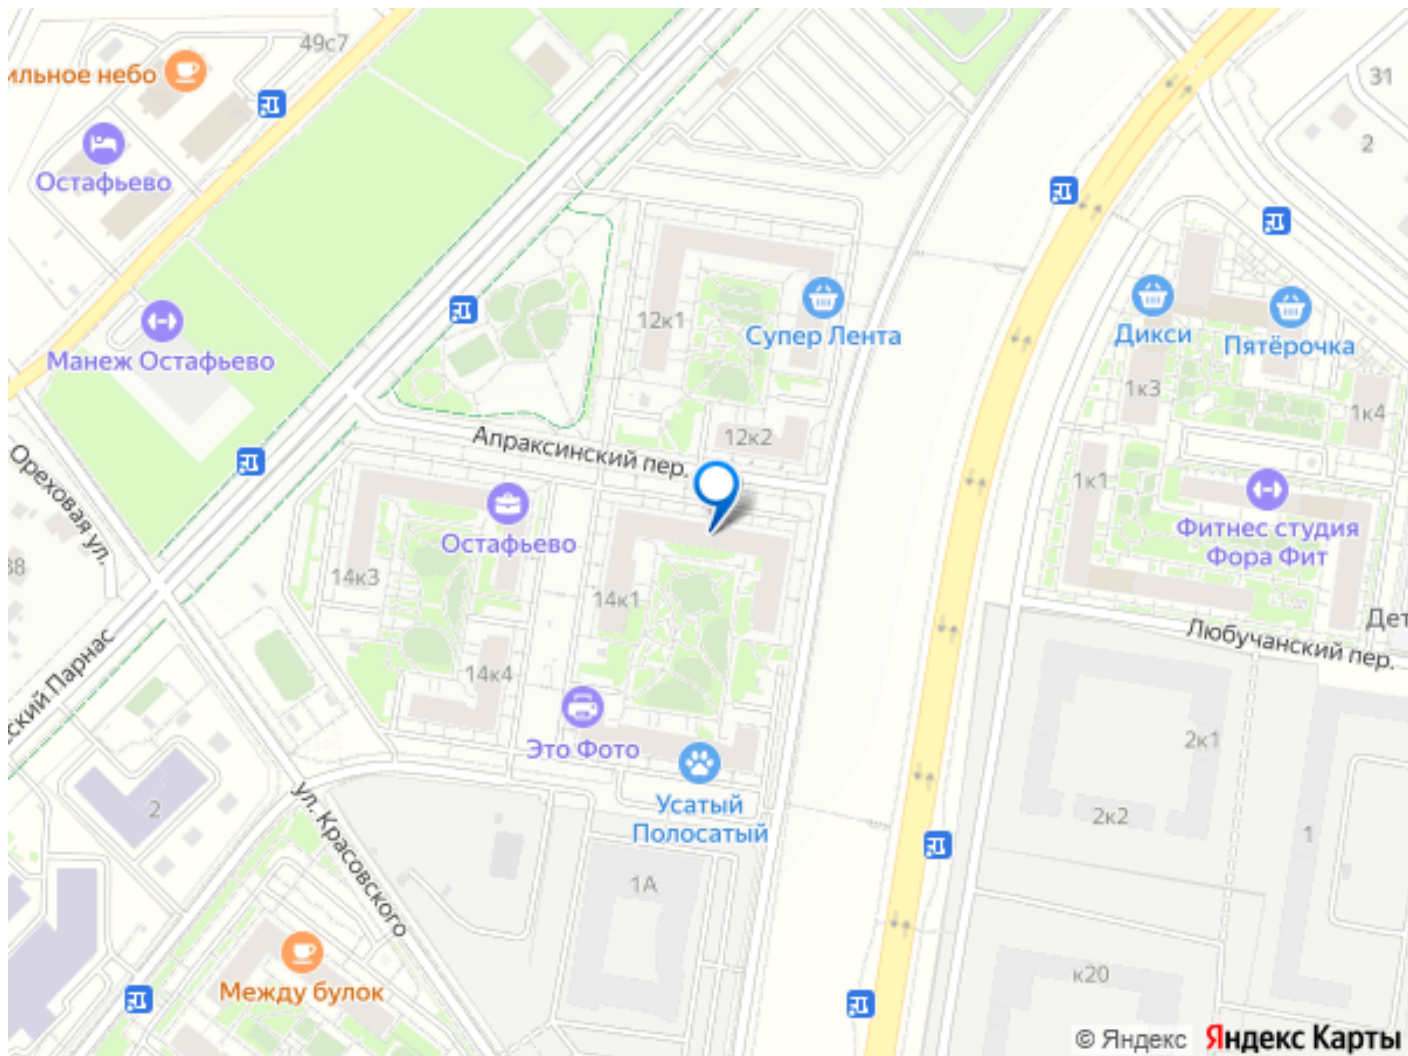 49с7
ильное небо
31
2
Остафьево
12к1
Супер Лента
Дикси
Пятёрочка
Манеж Остафьево
1к3
1к4
Апраксинский пер.
12к2
Ореховая ул.
1к1
Остафьево
Фитнес студия
Фора Фит
38
14к3
14к1
Дет
Любучанский пер.
ский Парнас
14к4
Это Фото
2к1
2
Усатый
Полосатый
2к2
1
ул. Красовского
1А
Между булок
к20
© Яндекс Яндекс Карты